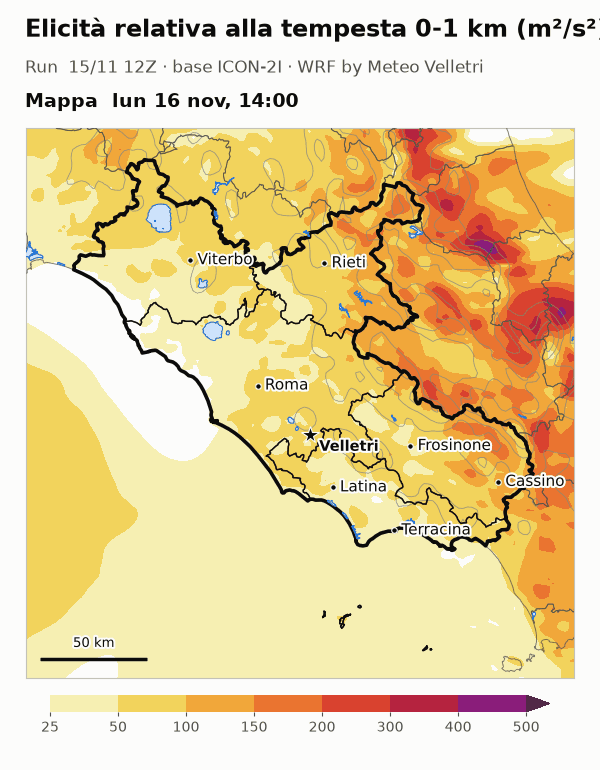 Elicità relativa alla tempesta 0-1 km (m²/s²)
Run 15/11 12Z · base ICON-2I · WRF by Meteo Velletri
Mappa lun 16 nov, 14:00
Viterbo
Rieti
Roma
Velletri
Frosinone
Latina
Cassino
Terracina
50 km
25 50 100 150 200 300 400 500